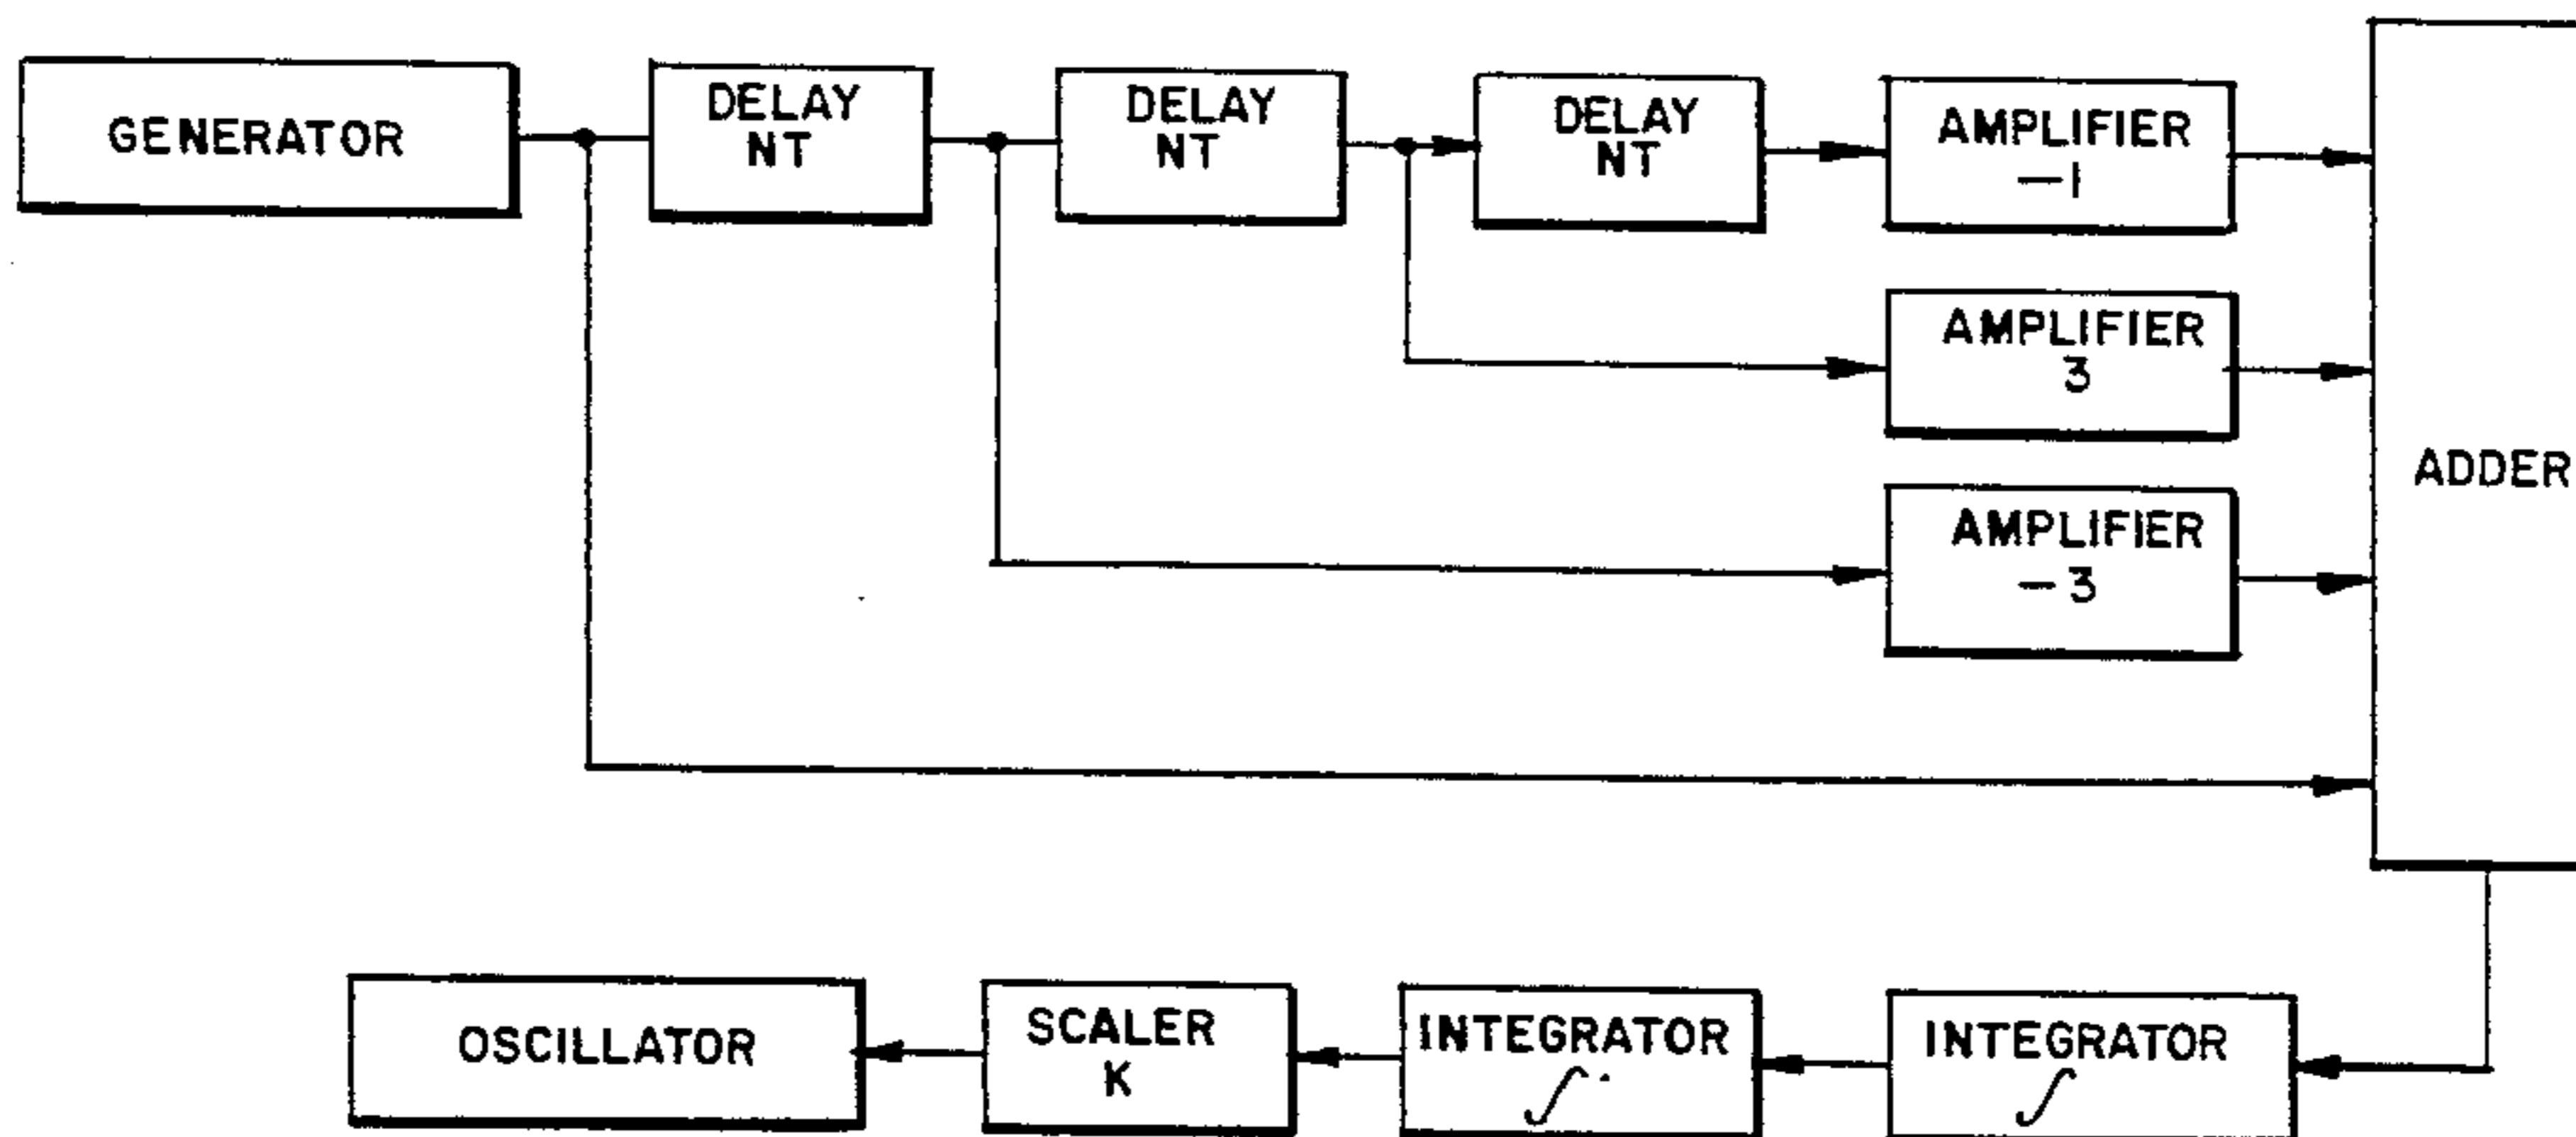 GENERATOR
DELAY
NT
DELAY
NT
DELAY
NT
AMPLIFIER
—1
AMPLIFIER
3
AMPLIFIER
—3
ADDER
OSCILLATOR
SCALER
K
INTEGRATOR
∫
INTEGRATOR
∫